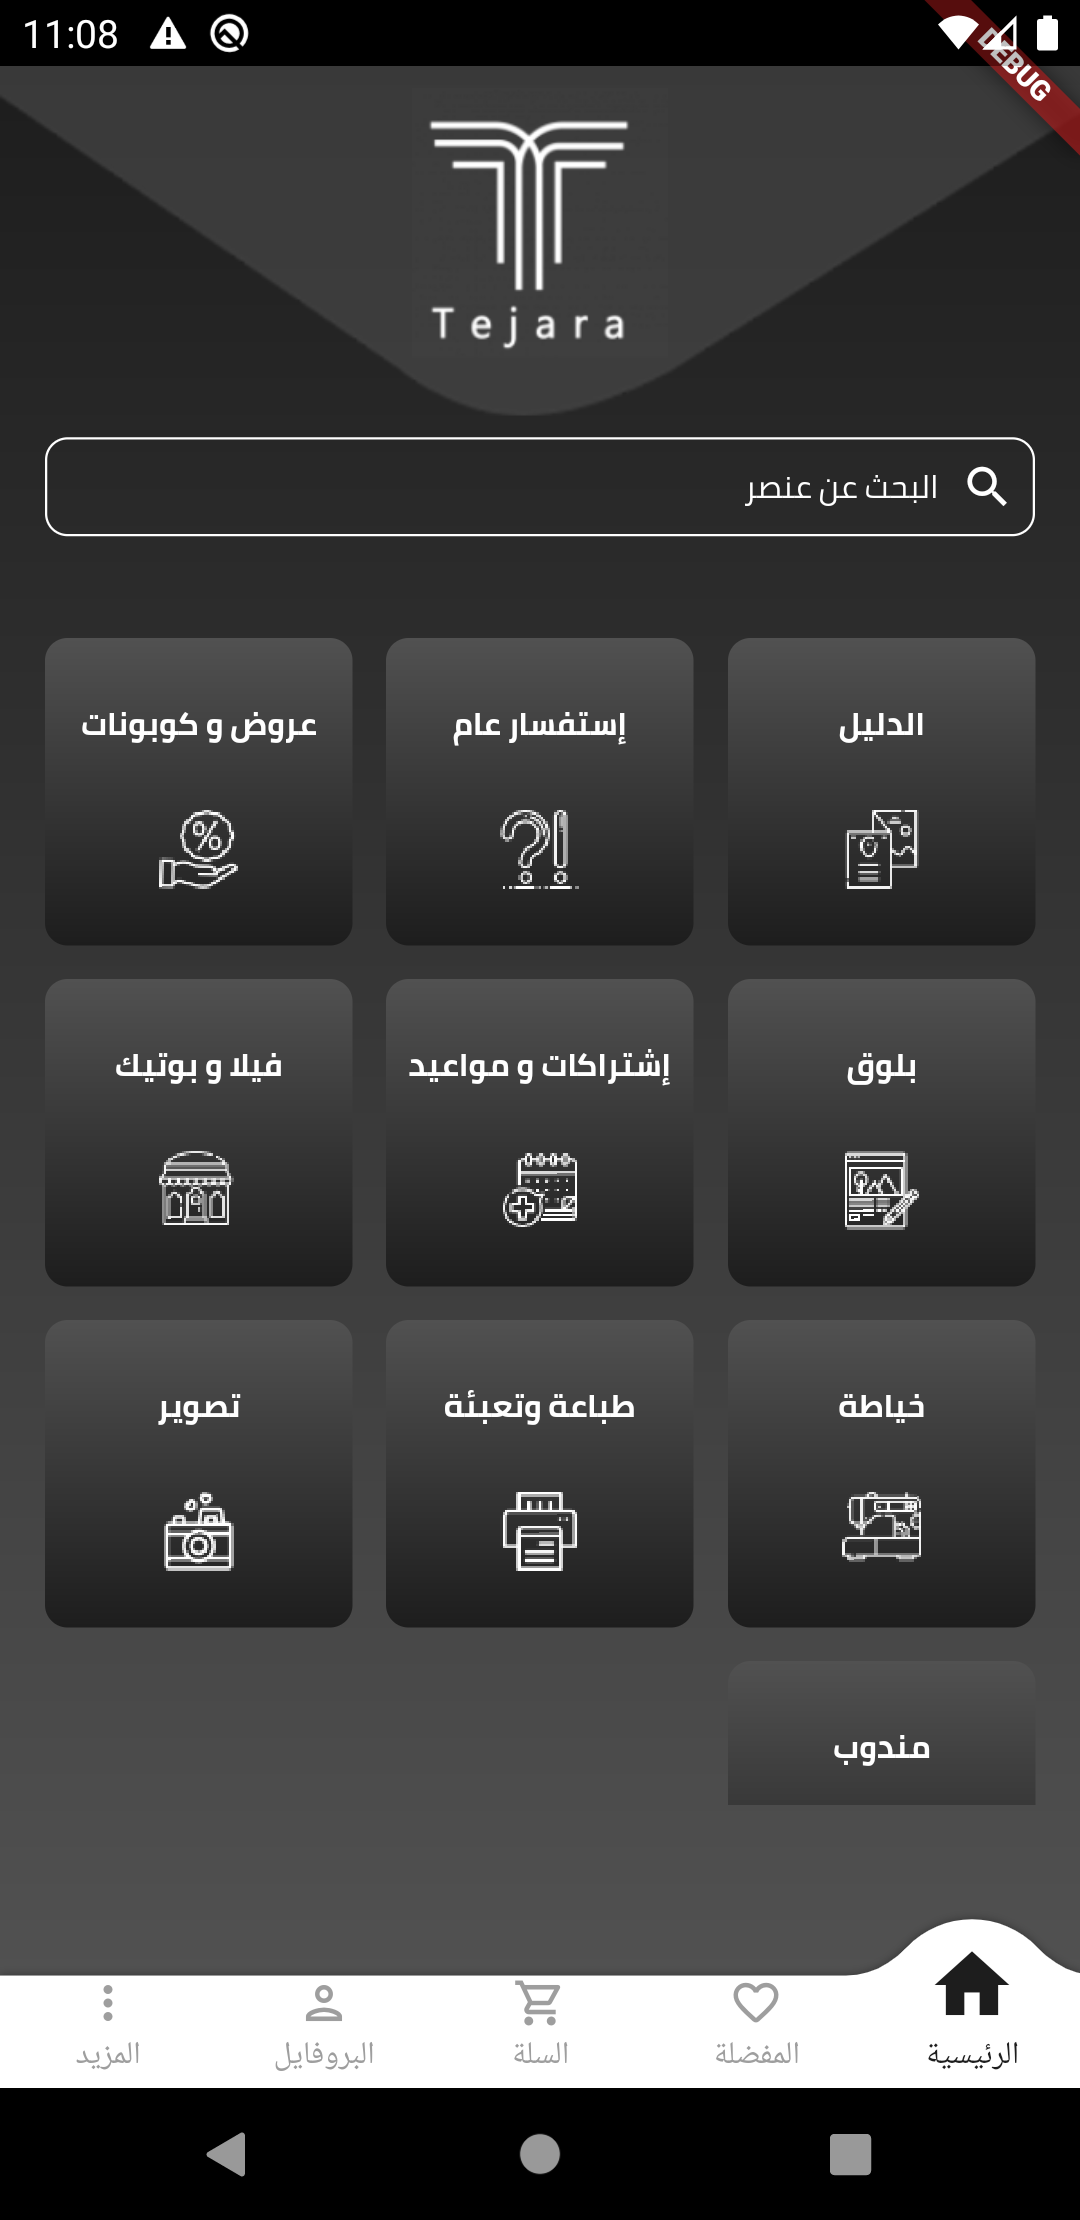 11:08
DEBUG
Tejara
البحث عن عنصر
الدليل
إستفسار عام
عروض و كوبونات
بلوق
إشتراكات و مواعيد
فيلا و بوتيك
خياطة
طباعة وتعبئة
تصوير
مندوب
الرئيسية
المفضلة
السلة
البروفايل
المزيد